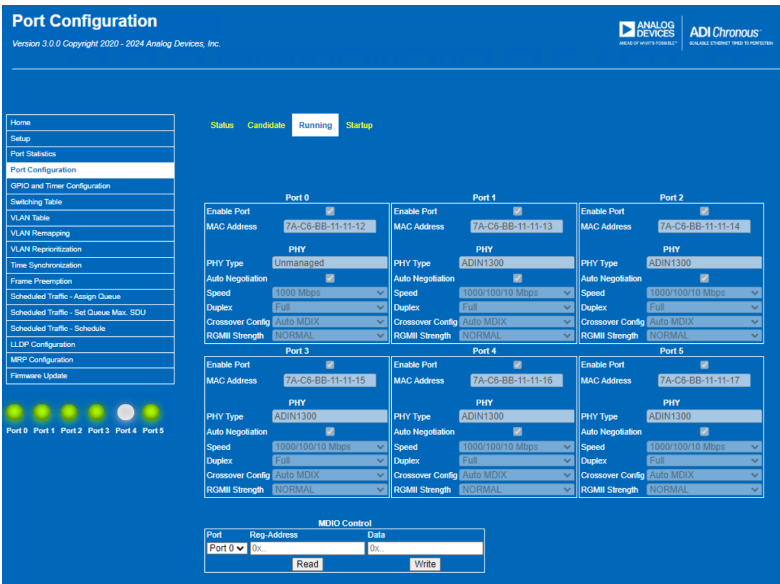 Port Configuration
Version 3.0.0 Copyright 2020 - 2024 Analog Devices, Inc.
ANALOG
DEVICES
AHEAD OF WHAT'S POSSIBLE™
ADI Chronous™
SCALABLE ETHERNET TIMED TO PERFECTION
Home
Setup
Port Statistics
Port Configuration
GPIO and Timer Configuration
Switching Table
VLAN Table
VLAN Remapping
VLAN Reprioritization
Time Synchronization
Frame Preemption
Scheduled Traffic - Assign Queue
Scheduled Traffic - Set Queue Max. SDU
Scheduled Traffic - Schedule
LLDP Configuration
MRP Configuration
Firmware Update
Port 0 Port 1 Port 2 Port 3 Port 4 Port 5
Status Candidate Running Startup
Port 0
Enable Port
MAC Address 7A-C6-BB-11-11-12
PHY
PHY Type Unmanaged
Auto Negotiation
Speed 1000 Mbps
Duplex Full
Crossover Config Auto MDIX
RGMII Strength NORMAL
Port 1
Enable Port
MAC Address 7A-C6-BB-11-11-13
PHY
PHY Type ADIN1300
Auto Negotiation
Speed 1000/100/10 Mbps
Duplex Full
Crossover Config Auto MDIX
RGMII Strength NORMAL
Port 2
Enable Port
MAC Address 7A-C6-BB-11-11-14
PHY
PHY Type ADIN1300
Auto Negotiation
Speed 1000/100/10 Mbps
Duplex Full
Crossover Config Auto MDIX
RGMII Strength NORMAL
Port 3
Enable Port
MAC Address 7A-C6-BB-11-11-15
PHY
PHY Type ADIN1300
Auto Negotiation
Speed 1000/100/10 Mbps
Duplex Full
Crossover Config Auto MDIX
RGMII Strength NORMAL
Port 4
Enable Port
MAC Address 7A-C6-BB-11-11-16
PHY
PHY Type ADIN1300
Auto Negotiation
Speed 1000/100/10 Mbps
Duplex Full
Crossover Config Auto MDIX
RGMII Strength NORMAL
Port 5
Enable Port
MAC Address 7A-C6-BB-11-11-17
PHY
PHY Type ADIN1300
Auto Negotiation
Speed 1000/100/10 Mbps
Duplex Full
Crossover Config Auto MDIX
RGMII Strength NORMAL
MDIO Control
Port Reg-Address Data
Port 0 0x.. 0x..
Read Write